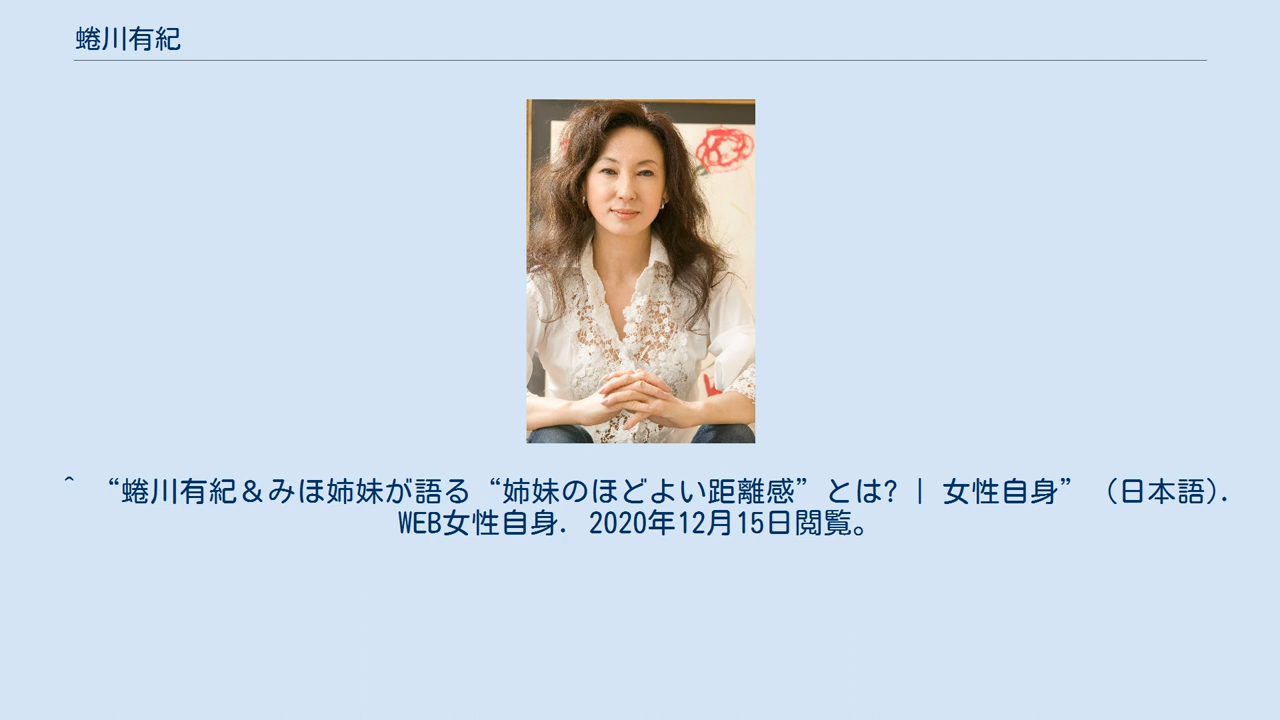 蜷川有紀
^ “蜷川有紀＆みほ姉妹が語る“姉妹のほどよい距離感”とは? | 女性自身” (日本語).
WEB女性自身. 2020年12月15日閲覧。